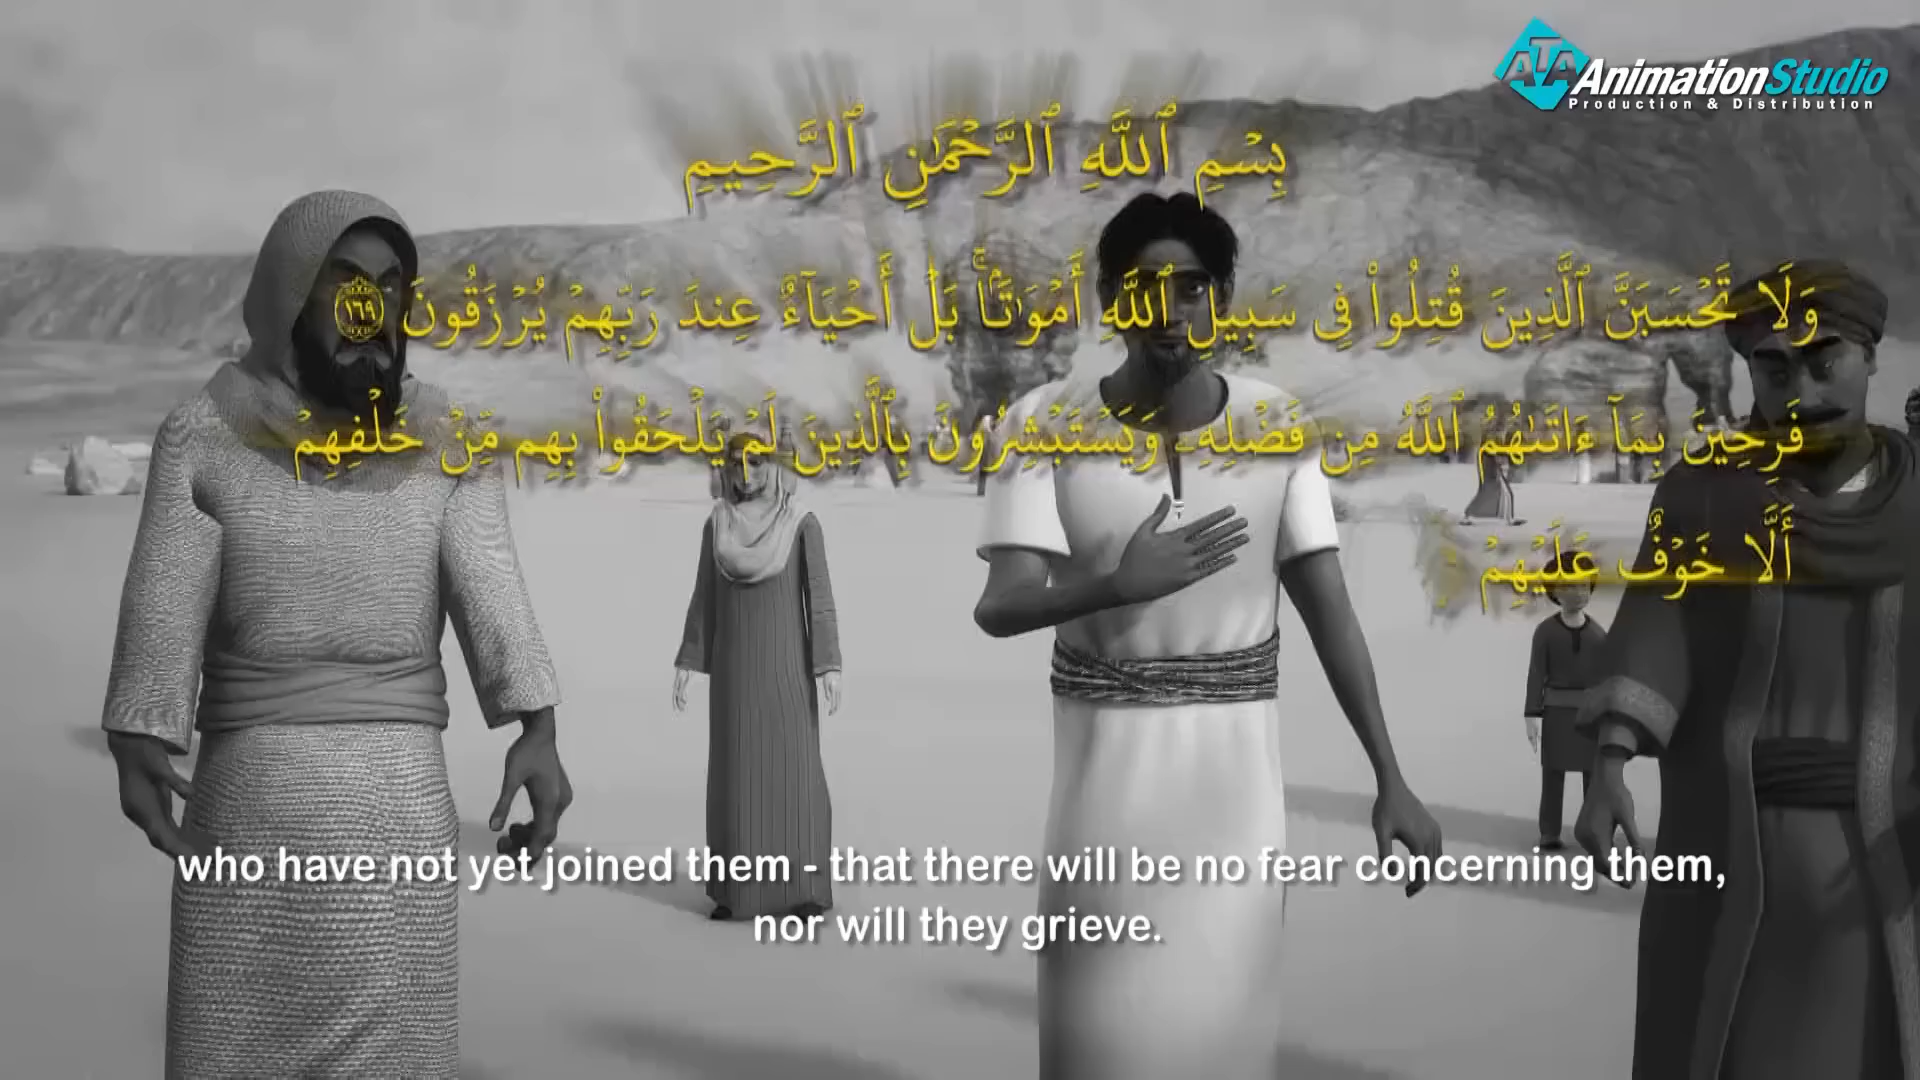 ATA AnimationStudio
Production & Distribution
بِسْمِ ٱللَّهِ ٱلرَّحْمَٰنِ ٱلرَّحِيمِ
وَلَا تَحْسَبَنَّ ٱلَّذِينَ قُتِلُوا۟ فِى سَبِيلِ ٱللَّهِ أَمْوَٰتًۢا ۚ بَلْ أَحْيَآءٌ عِندَ رَبِّهِمْ يُرْزَقُونَ ١٦٩
فَرِحِينَ بِمَآ ءَاتَىٰهُمُ ٱللَّهُ مِن فَضْلِهِۦ وَيَسْتَبْشِرُونَ بِٱلَّذِينَ لَمْ يَلْحَقُوا۟ بِهِم مِّنْ خَلْفِهِمْ
أَلَّا خَوْفٌ عَلَيْهِمْ
who have not yet joined them - that there will be no fear concerning them,
nor will they grieve.